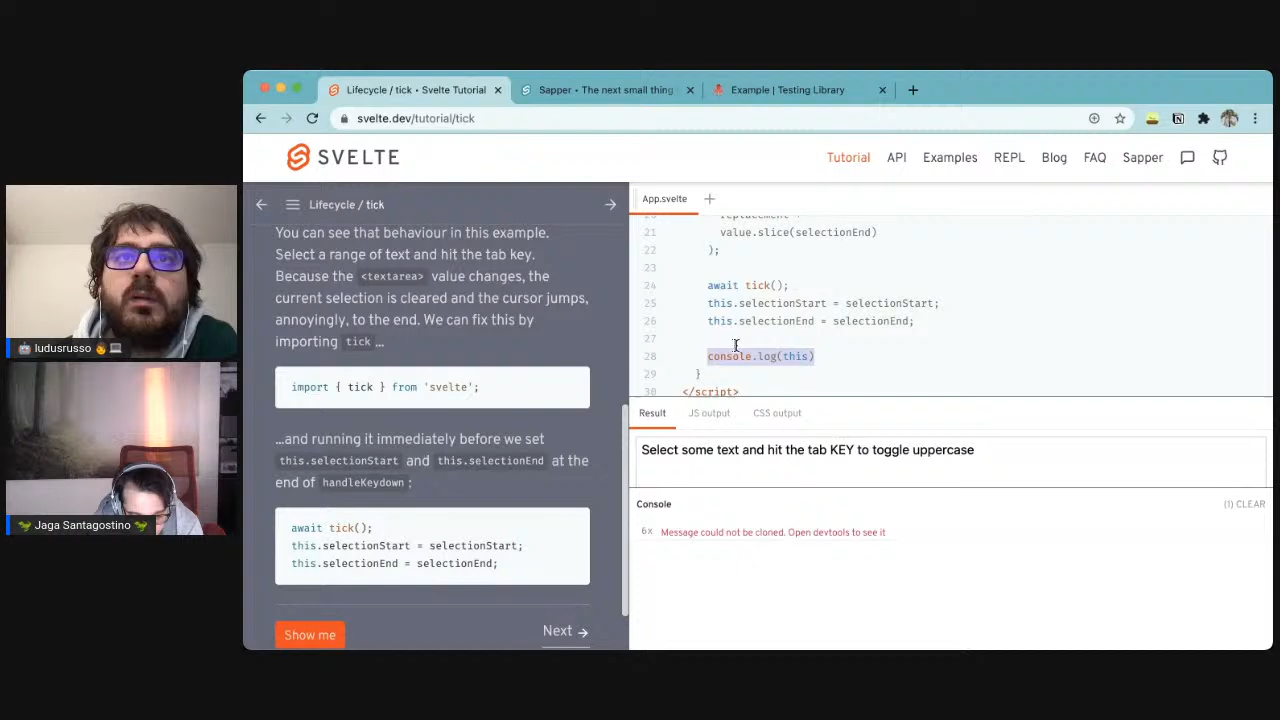 Lifecycle / tick • Svelte Tutorial
Sapper • The next small thing
Example | Testing Library
svelte.dev/tutorial/tick
SVELTE
Tutorial
API
Examples
REPL
Blog
FAQ
Sapper
Lifecycle / tick
You can see that behaviour in this example.
Select a range of text and hit the tab key.
Because the <textarea> value changes, the
current selection is cleared and the cursor jumps,
annoyingly, to the end. We can fix this by
importing tick ...
import { tick } from 'svelte';
...and running it immediately before we set
this.selectionStart and this.selectionEnd at the
end of handleKeydown :
await tick();
this.selectionStart = selectionStart;
this.selectionEnd = selectionEnd;
Show me
Next
App.svelte
20 replacement +
21 value.slice(selectionEnd)
22 );
23
24 await tick();
25 this.selectionStart = selectionStart;
26 this.selectionEnd = selectionEnd;
27
28 console.log(this)
29 }
30 </script>
Result
JS output
CSS output
Select some text and hit the tab KEY to toggle uppercase
Console
(1) CLEAR
6x Message could not be cloned. Open devtools to see it
ludusrusso
Jaga Santagostino